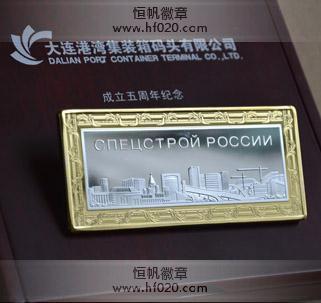 恒帆徽章
www.hf020.com
大连港湾集装箱码头有限公司
DALIAN PORT CONTAINER TERMINAL CO.,LTD.
成立五周年纪念
СПЕЦСТРОЙ РОССИИ
恒帆徽章
www.hf020.com